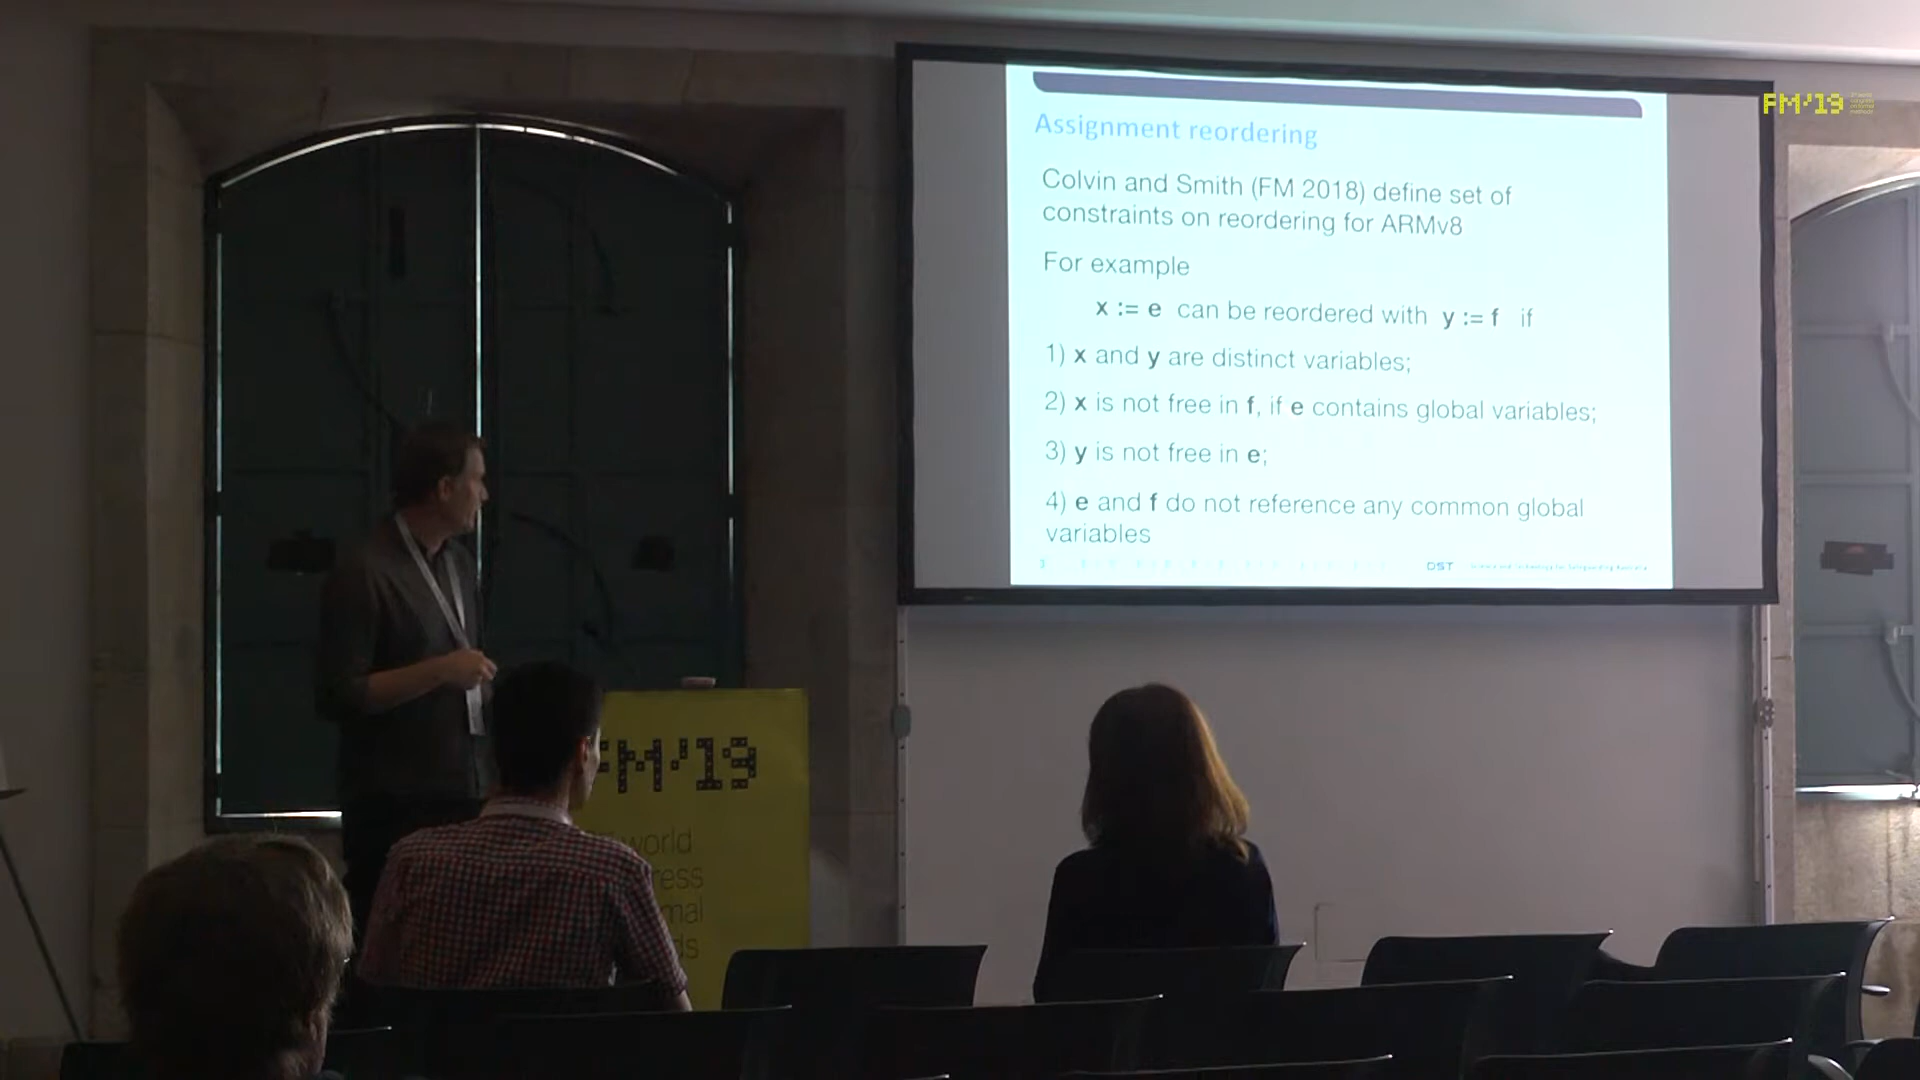 FM'19
Assignment reordering
Colvin and Smith (FM 2018) define set of
constraints on reordering for ARMv8
For example
x := e can be reordered with y := f if
1) x and y are distinct variables;
2) x is not free in f, if e contains global variables;
3) y is not free in e;
4) e and f do not reference any common global
variables
3
DST
FM'19
world
ress
mal
ds